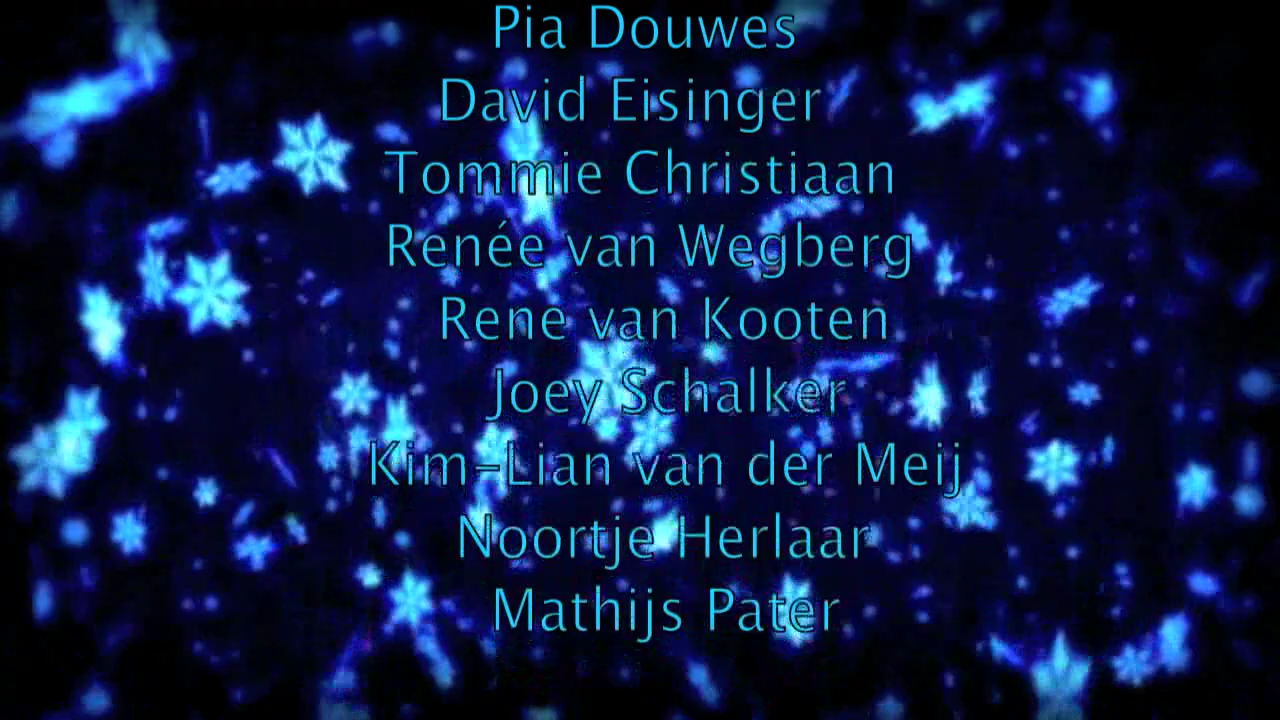 Pia Douwes
David Eisinger
Tommie Christiaan
Renée van Wegberg
Rene van Kooten
Joey Schalker
Kim-Lian van der Meij
Noortje Herlaar
Mathijs Pater